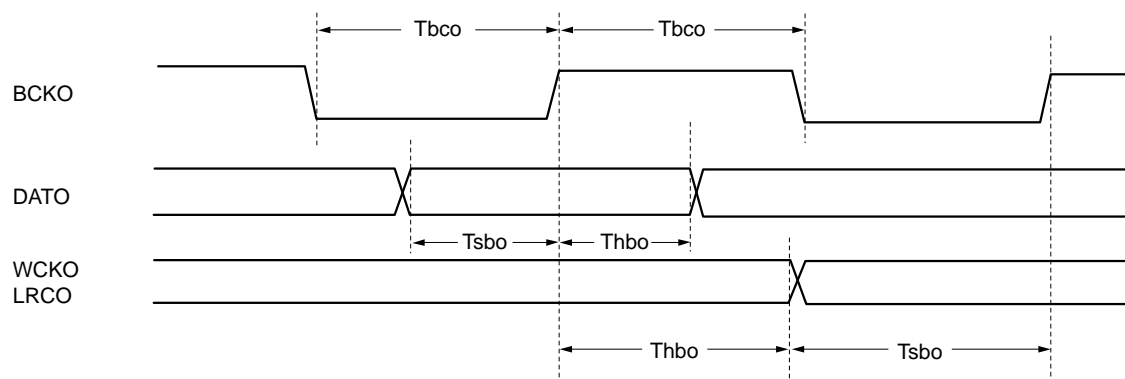 Tbco Tbco
BCKO
DATO
Tsbo Thbo
WCKO
LRCO
Thbo Tsbo